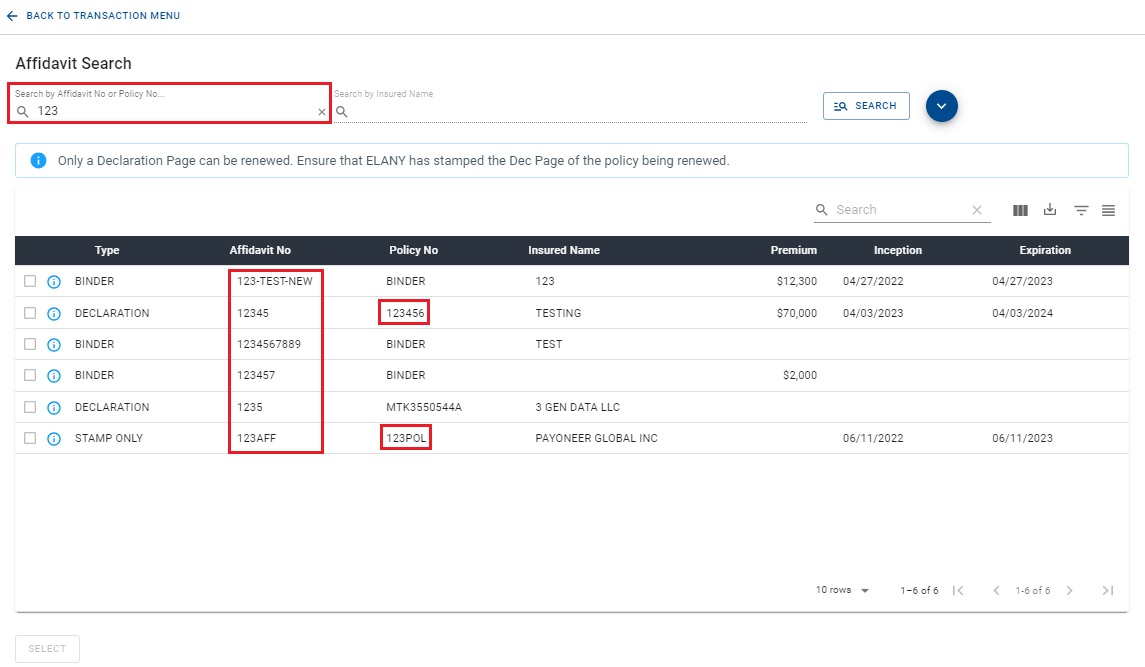 BACK TO TRANSACTION MENU
Affidavit Search
Search by Affidavit No or Policy No... Search by Insured Name
123
SEARCH
Only a Declaration Page can be renewed. Ensure that ELANY has stamped the Dec Page of the policy being renewed.
Search
Type Affidavit No Policy No Insured Name Premium Inception Expiration
BINDER 123-TEST-NEW BINDER 123 $12,300 04/27/2022 04/27/2023
DECLARATION 12345 123456 TESTING $70,000 04/03/2023 04/03/2024
BINDER 1234567889 BINDER TEST
BINDER 123457 BINDER $2,000
DECLARATION 1235 MTK3550544A 3 GEN DATA LLC
STAMP ONLY 123AFF 123POL PAYONEER GLOBAL INC 06/11/2022 06/11/2023
10 rows 1–6 of 6 1-6 of 6
SELECT